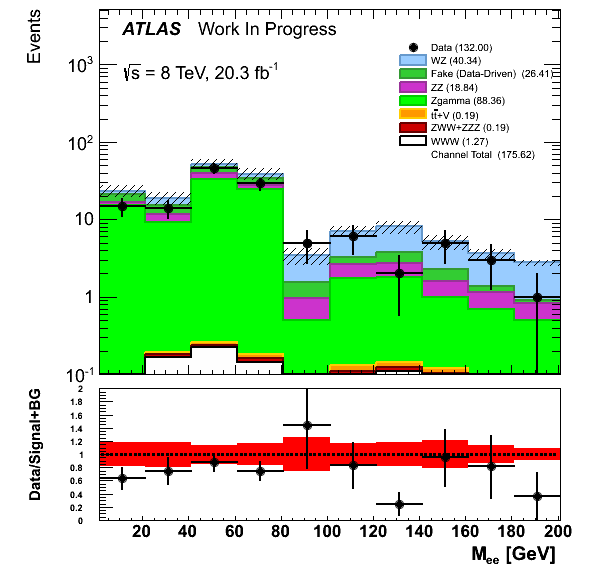 Events
ATLAS Work In Progress
√s = 8 TeV, 20.3 fb⁻¹
Data (132.00)
WZ (40.34)
Fake (Data-Driven) (26.41)
ZZ (18.84)
Zgamma (88.36)
tt̄+V (0.19)
ZWW+ZZZ (0.19)
WWW (1.27)
Channel Total (175.62)
10³
10²
10
1
10⁻¹
Data/Signal+BG
2
1.8
1.6
1.4
1.2
1
0.8
0.6
0.4
0.2
0
20 40 60 80 100 120 140 160 180 200
Mₑₑ [GeV]